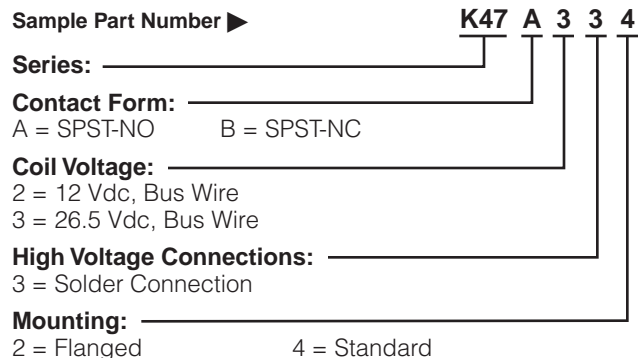 Sample Part Number ▶ K47 A 3 3 4
Series:
Contact Form:
A = SPST-NO B = SPST-NC
Coil Voltage:
2 = 12 Vdc, Bus Wire
3 = 26.5 Vdc, Bus Wire
High Voltage Connections:
3 = Solder Connection
Mounting:
2 = Flanged 4 = Standard